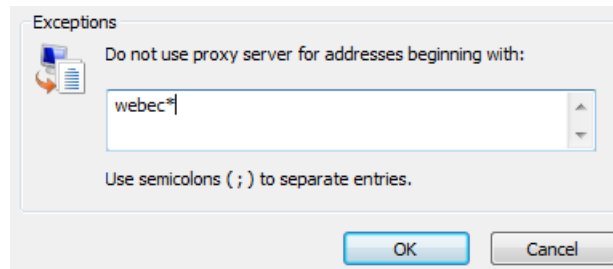 Exceptions
Do not use proxy server for addresses beginning with:
webec*
Use semicolons ( ; ) to separate entries.
OK Cancel